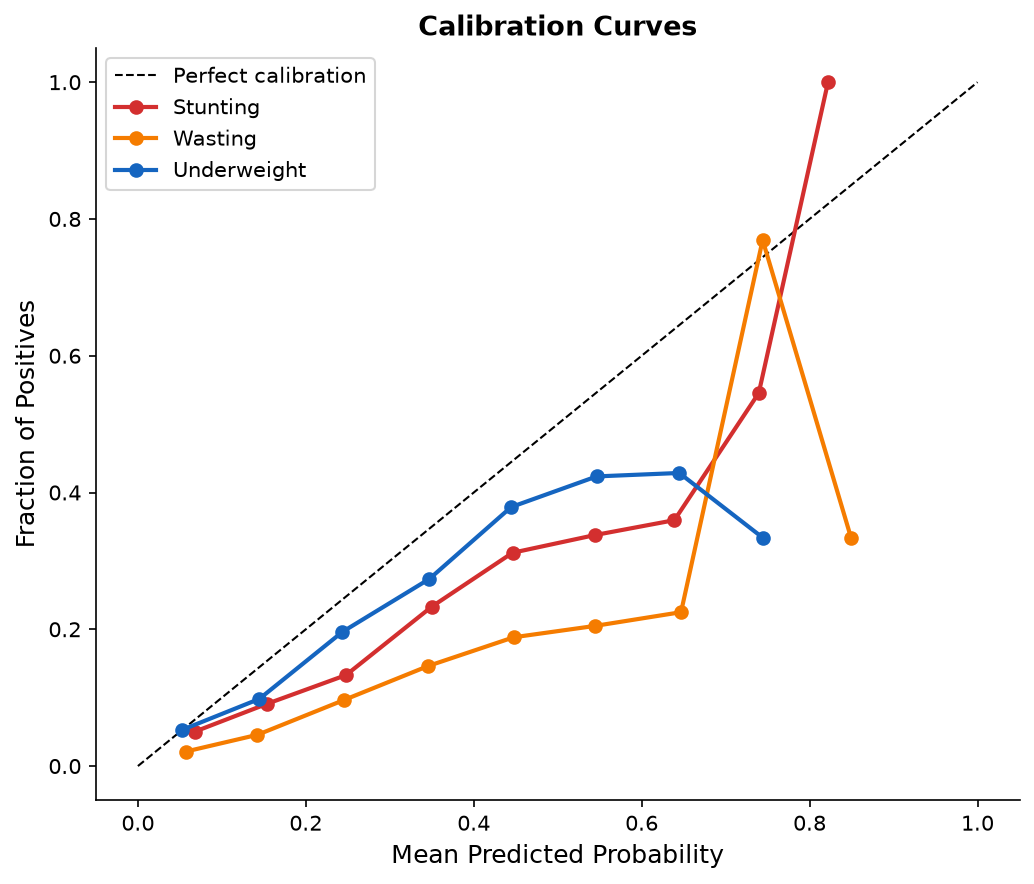 Calibration Curves
Perfect calibration
Stunting
Wasting
Underweight
1.0
0.8
0.6
0.4
0.2
0.0
Fraction of Positives
0.0 0.2 0.4 0.6 0.8 1.0
Mean Predicted Probability